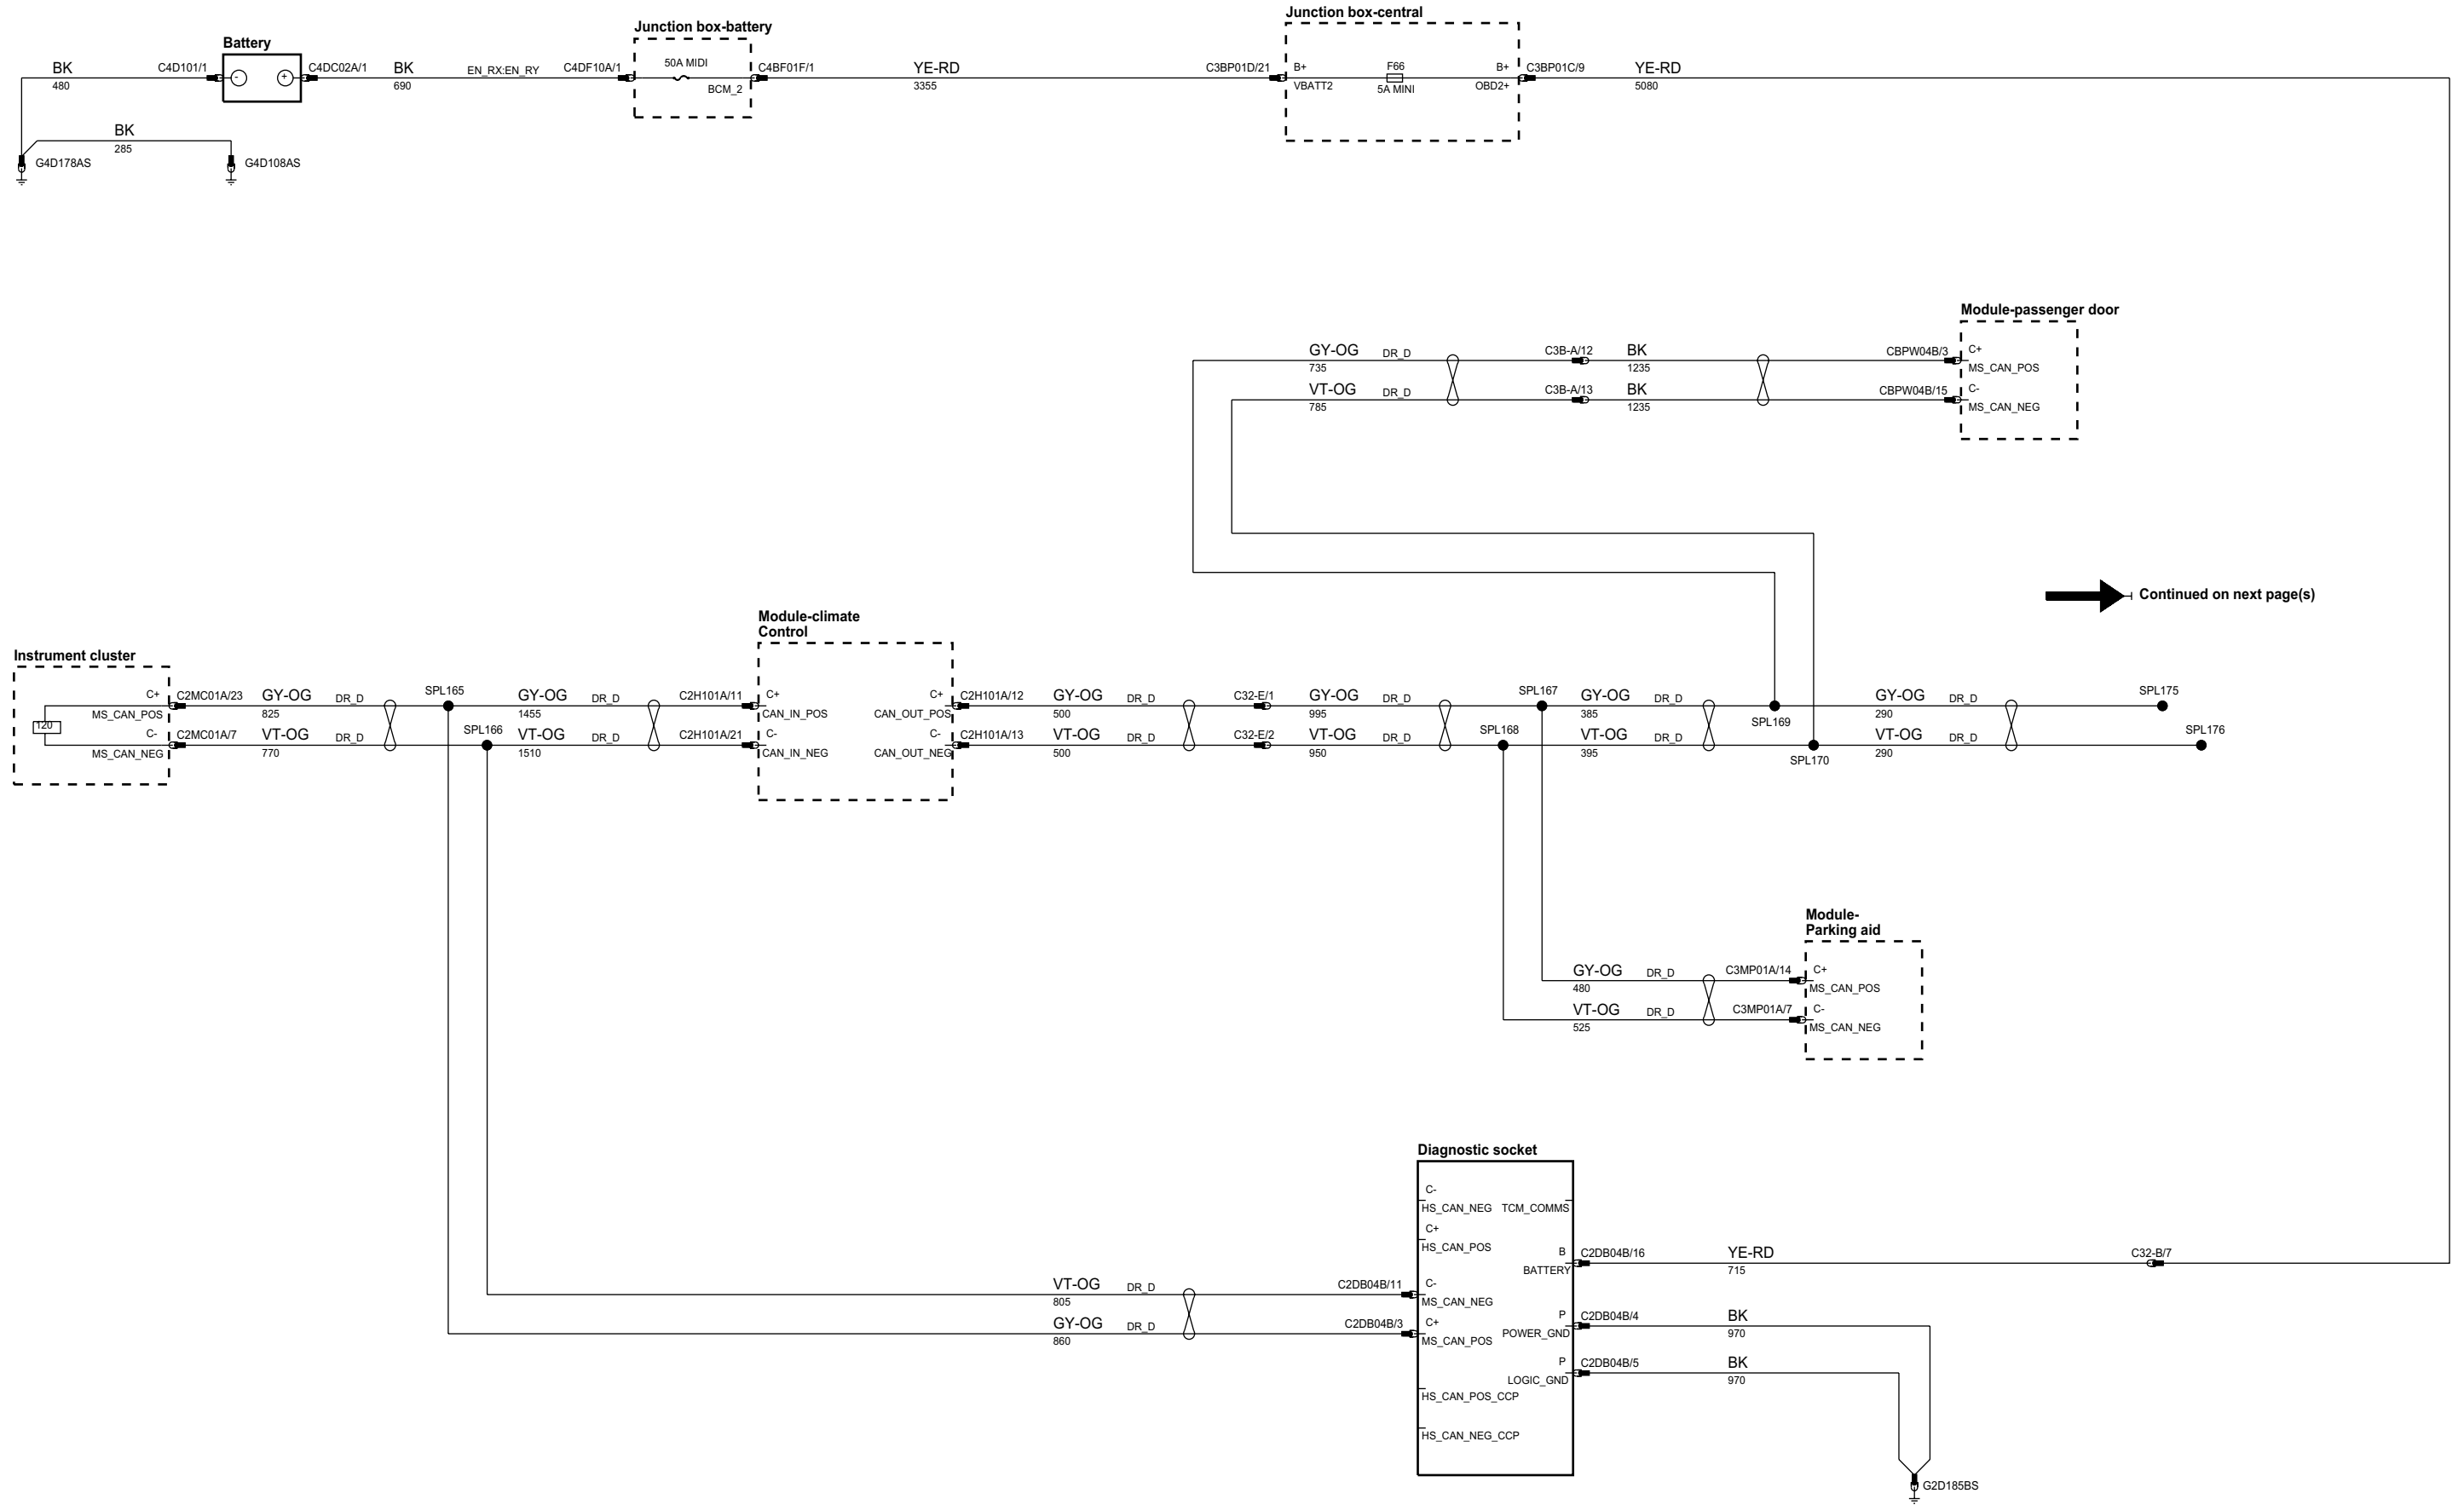 Junction box-central
Junction box-battery
Battery
BK
480
C4D101/1
-
+
C4DC02A/1
BK
690
EN_RX:EN_RY
C4DF10A/1
50A MIDI
BCM_2
C4BF01F/1
YE-RD
3355
C3BP01D/21
B+
VBATT2
F66
5A MINI
B+
OBD2+
C3BP01C/9
YE-RD
5080
BK
285
G4D178AS
G4D108AS
Module-passenger door
GY-OG
735
DR_D
C3B-A/12
BK
1235
CBPW04B/3
C+
MS_CAN_POS
VT-OG
785
DR_D
C3B-A/13
BK
1235
CBPW04B/15
C-
MS_CAN_NEG
Continued on next page(s)
Instrument cluster
120
C+
MS_CAN_POS
C-
MS_CAN_NEG
C2MC01A/23
GY-OG
825
DR_D
C2MC01A/7
VT-OG
770
DR_D
SPL165
SPL166
GY-OG
1455
DR_D
C2H101A/11
VT-OG
1510
DR_D
C2H101A/21
Module-climate
Control
C+
CAN_IN_POS
C-
CAN_IN_NEG
C+
CAN_OUT_POS
C-
CAN_OUT_NEG
C2H101A/12
GY-OG
500
DR_D
C32-E/1
C2H101A/13
VT-OG
500
DR_D
C32-E/2
GY-OG
995
DR_D
VT-OG
950
DR_D
SPL167
SPL168
GY-OG
385
DR_D
VT-OG
395
DR_D
SPL169
SPL170
GY-OG
290
DR_D
VT-OG
290
DR_D
SPL175
SPL176
Module-
Parking aid
GY-OG
480
DR_D
C3MP01A/14
C+
MS_CAN_POS
VT-OG
525
DR_D
C3MP01A/7
C-
MS_CAN_NEG
Diagnostic socket
C-
HS_CAN_NEG
TCM_COMMS
C+
HS_CAN_POS
B
BATTERY
C2DB04B/16
YE-RD
715
C32-B/7
VT-OG
805
DR_D
C2DB04B/11
C-
MS_CAN_NEG
GY-OG
860
DR_D
C2DB04B/3
C+
MS_CAN_POS
P
POWER_GND
C2DB04B/4
BK
970
P
LOGIC_GND
C2DB04B/5
BK
970
HS_CAN_POS_CCP
HS_CAN_NEG_CCP
G2D185BS